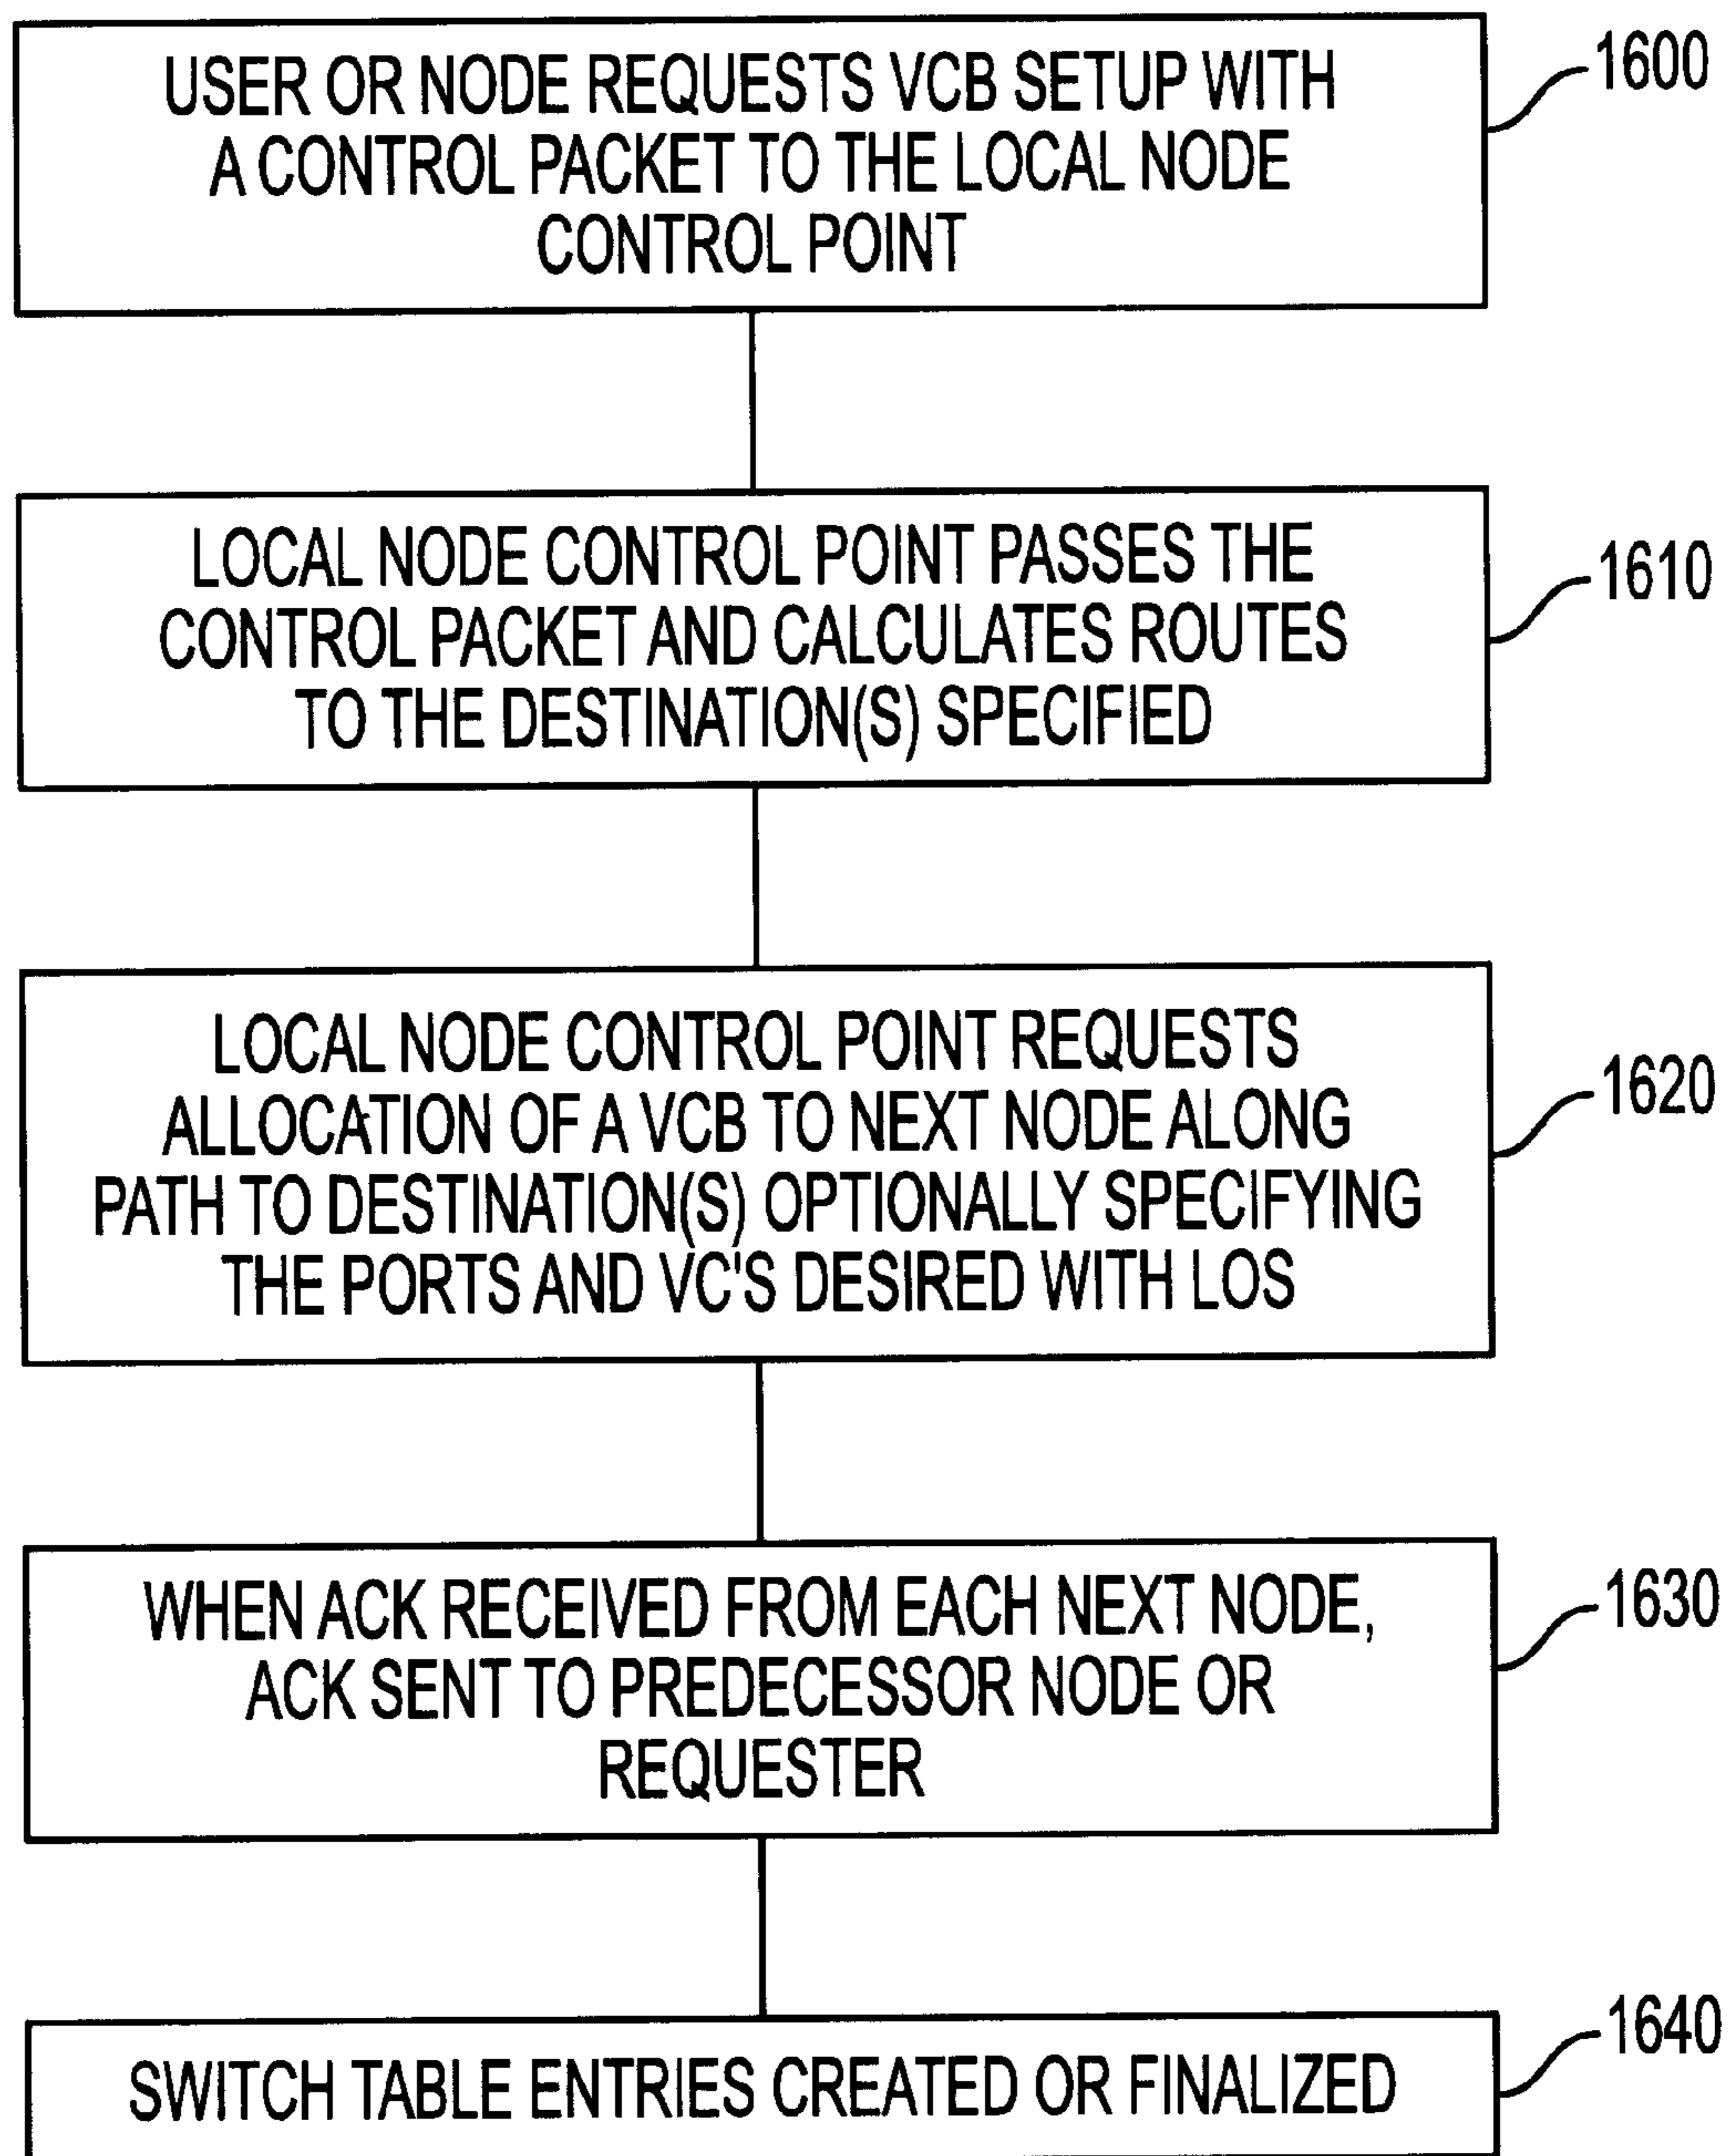 USER OR NODE REQUESTS VCB SETUP WITH
A CONTROL PACKET TO THE LOCAL NODE
CONTROL POINT
1600
LOCAL NODE CONTROL POINT PASSES THE
CONTROL PACKET AND CALCULATES ROUTES
TO THE DESTINATION(S) SPECIFIED
1610
LOCAL NODE CONTROL POINT REQUESTS
ALLOCATION OF A VCB TO NEXT NODE ALONG
PATH TO DESTINATION(S) OPTIONALLY SPECIFYING
THE PORTS AND VC'S DESIRED WITH LOS
1620
WHEN ACK RECEIVED FROM EACH NEXT NODE,
ACK SENT TO PREDECESSOR NODE OR
REQUESTER
1630
SWITCH TABLE ENTRIES CREATED OR FINALIZED
1640